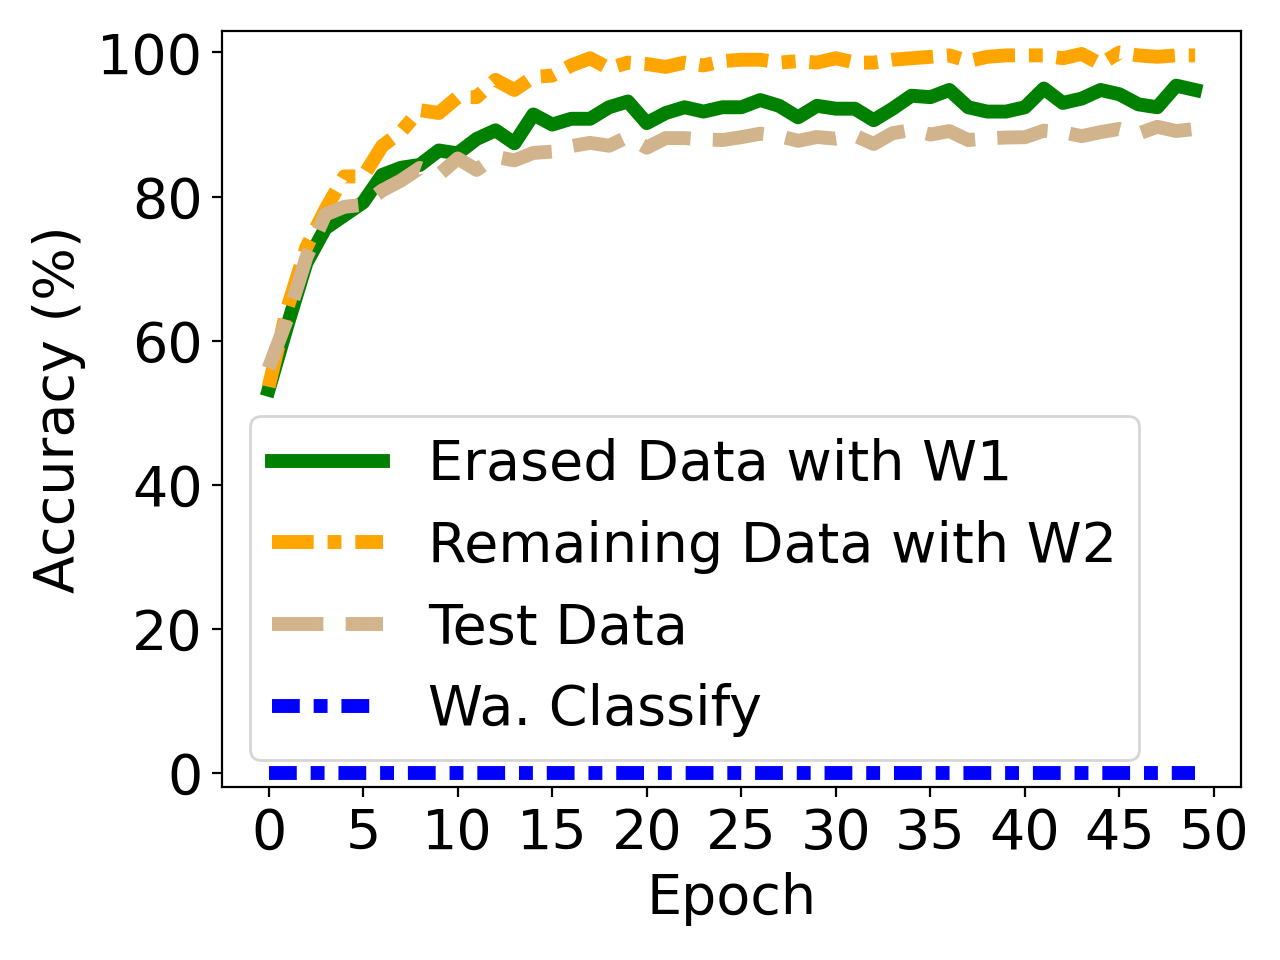 100
80
60
40
20
0
Accuracy (%)
Erased Data with W1
Remaining Data with W2
Test Data
Wa. Classify
0 5 10 15 20 25 30 35 40 45 50
Epoch